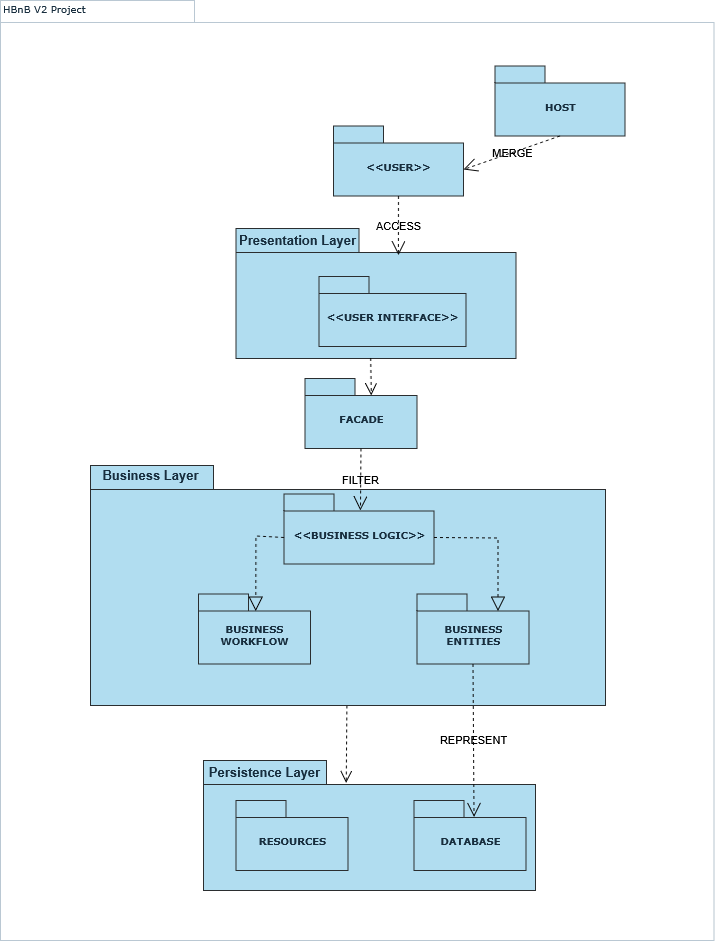 HBnB V2 Project
HOST
MERGE
<<USER>>
ACCESS
Presentation Layer
<<USER INTERFACE>>
FACADE
FILTER
Business Layer
<<BUSINESS LOGIC>>
BUSINESS
WORKFLOW
BUSINESS
ENTITIES
REPRESENT
Persistence Layer
RESOURCES
DATABASE